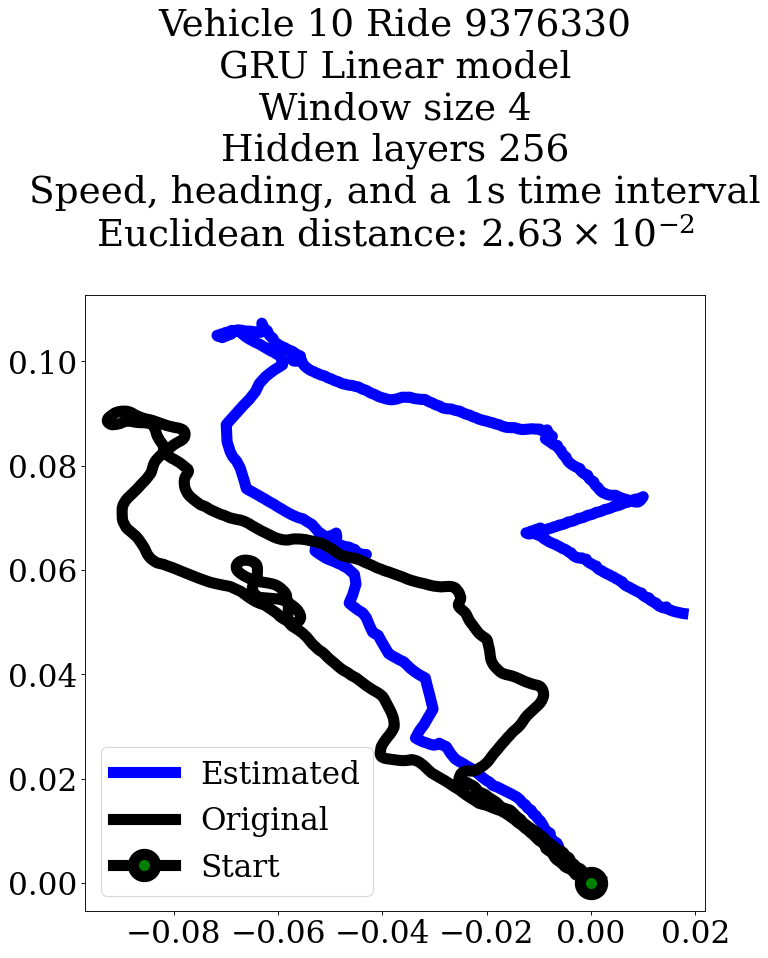 Vehicle 10 Ride 9376330
GRU Linear model
Window size 4
Hidden layers 256
Speed, heading, and a 1s time interval
Euclidean distance: 2.63 × 10⁻²
0.10
0.08
0.06
0.04
0.02
0.00
Estimated
Original
Start
−0.08 −0.06 −0.04 −0.02 0.00 0.02